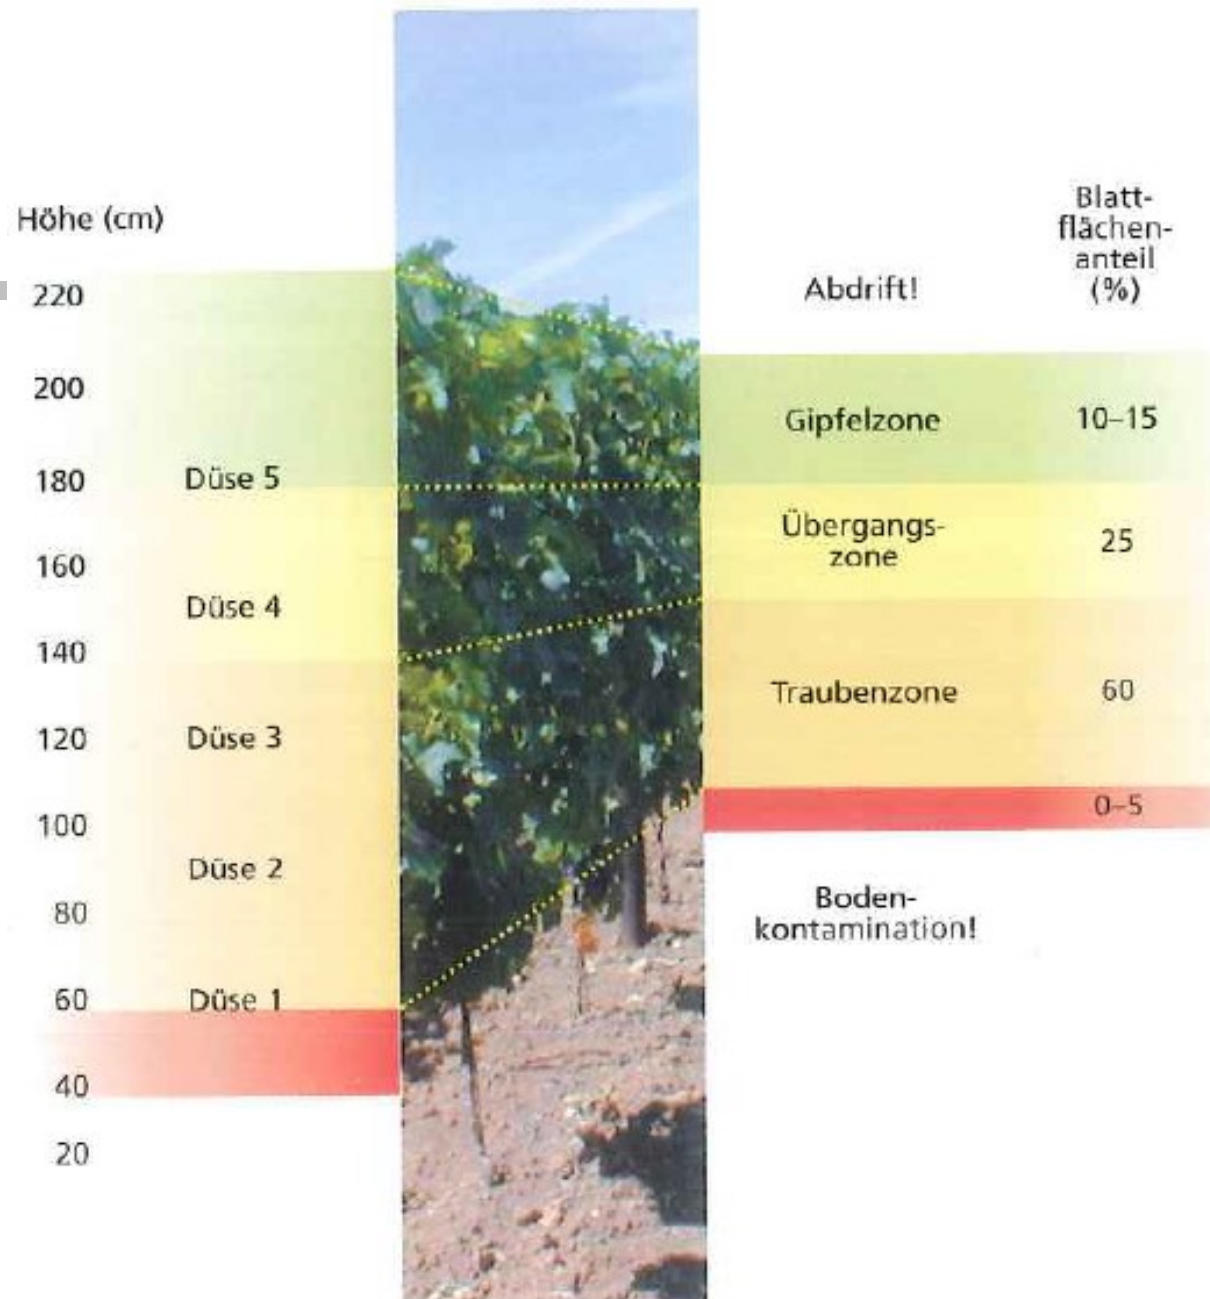 Höhe (cm)
220
200
180
160
140
120
100
80
60
40
20
Düse 5
Düse 4
Düse 3
Düse 2
Düse 1
Abdrift!
Gipfelzone
Übergangs-
zone
Traubenzone
Boden-
kontamination!
Blatt-
flächen-
anteil
(%)
10–15
25
60
0–5